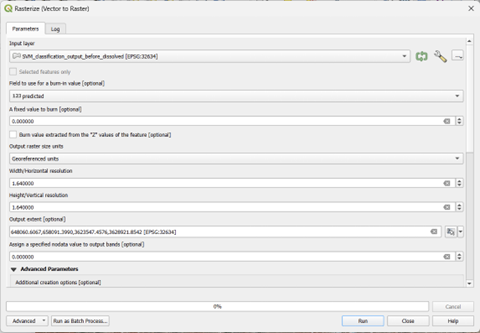 Rasterize (Vector to Raster)
Parameters Log
Input layer
SVM_classification_output_before_dissolved [EPSG:32634]
Selected features only
Field to use for a burn-in value [optional]
123 predicted
A fixed value to burn [optional]
0.000000
Burn value extracted from the "Z" values of the feature [optional]
Output raster size units
Georeferenced units
Width/Horizontal resolution
1.640000
Height/Vertical resolution
1.640000
Output extent [optional]
648060.6067,658091.3990,3623547.4576,3628921.8542 [EPSG:32634]
Assign a specified nodata value to output bands [optional]
0.000000
Advanced Parameters
Additional creation options [optional]
0%
Cancel
Advanced Run as Batch Process... Run Close Help